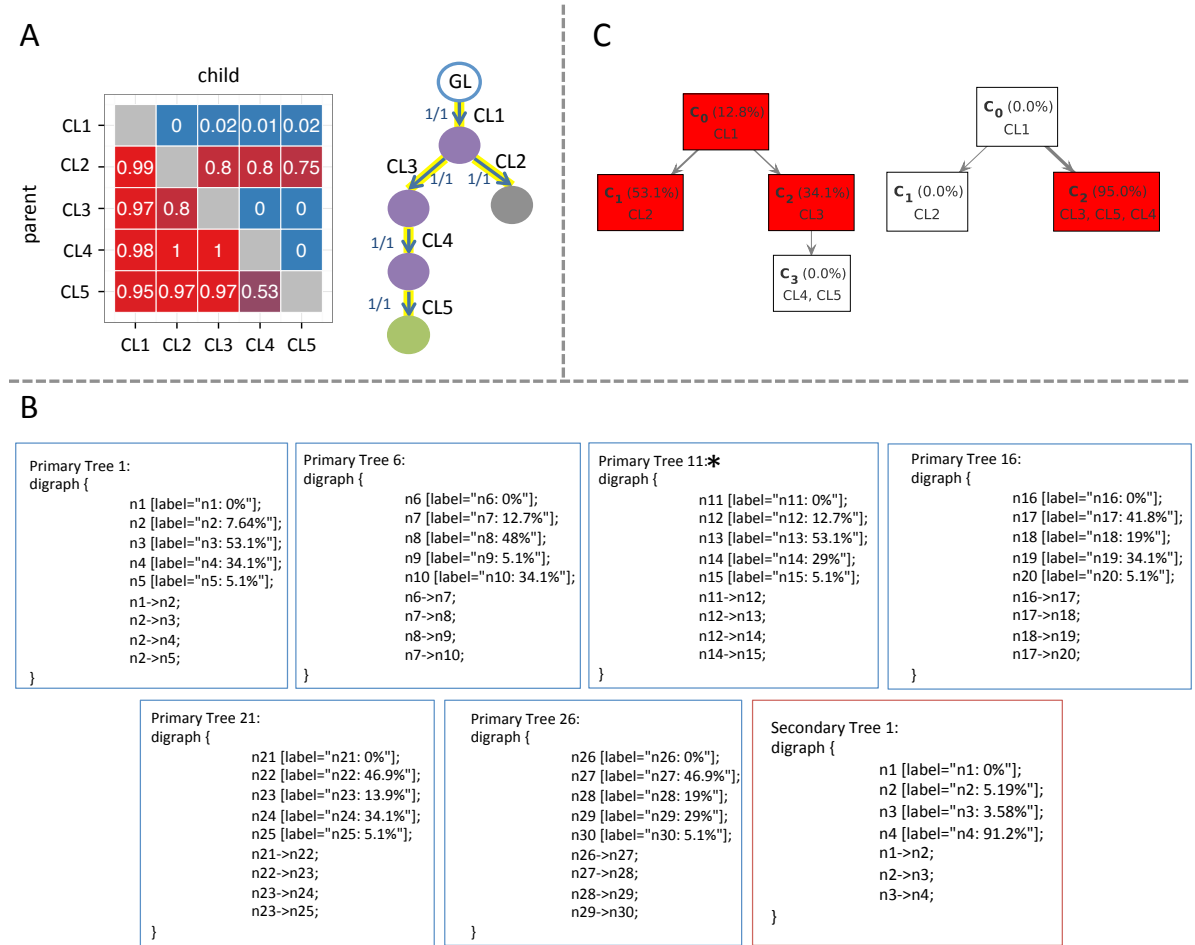 A
child
parent
CL1 0 0.02 0.01 0.02
CL2 0.99 0.8 0.8 0.75
CL3 0.97 0.8 0 0
CL4 0.98 1 1 0
CL5 0.95 0.97 0.97 0.53
CL1 CL2 CL3 CL4 CL5
GL
1/1 CL1
CL3 CL2
1/1 1/1
CL4
1/1
CL5
1/1
C
C0 (12.8%)
CL1
C1 (53.1%)
CL2
C2 (34.1%)
CL3
C3 (0.0%)
CL4, CL5
C0 (0.0%)
CL1
C1 (0.0%)
CL2
C2 (95.0%)
CL3, CL5, CL4
B
Primary Tree 1:
digraph {
n1 [label="n1: 0%"];
n2 [label="n2: 7.64%"];
n3 [label="n3: 53.1%"];
n4 [label="n4: 34.1%"];
n5 [label="n5: 5.1%"];
n1->n2;
n2->n3;
n2->n4;
n2->n5;
}
Primary Tree 6:
digraph {
n6 [label="n6: 0%"];
n7 [label="n7: 12.7%"];
n8 [label="n8: 48%"];
n9 [label="n9: 5.1%"];
n10 [label="n10: 34.1%"];
n6->n7;
n7->n8;
n8->n9;
n7->n10;
}
Primary Tree 11:*
digraph {
n11 [label="n11: 0%"];
n12 [label="n12: 12.7%"];
n13 [label="n13: 53.1%"];
n14 [label="n14: 29%"];
n15 [label="n15: 5.1%"];
n11->n12;
n12->n13;
n12->n14;
n14->n15;
}
Primary Tree 16:
digraph {
n16 [label="n16: 0%"];
n17 [label="n17: 41.8%"];
n18 [label="n18: 19%"];
n19 [label="n19: 34.1%"];
n20 [label="n20: 5.1%"];
n16->n17;
n17->n18;
n18->n19;
n17->n20;
}
Primary Tree 21:
digraph {
n21 [label="n21: 0%"];
n22 [label="n22: 46.9%"];
n23 [label="n23: 13.9%"];
n24 [label="n24: 34.1%"];
n25 [label="n25: 5.1%"];
n21->n22;
n22->n23;
n23->n24;
n23->n25;
}
Primary Tree 26:
digraph {
n26 [label="n26: 0%"];
n27 [label="n27: 46.9%"];
n28 [label="n28: 19%"];
n29 [label="n29: 29%"];
n30 [label="n30: 5.1%"];
n26->n27;
n27->n28;
n28->n29;
n29->n30;
}
Secondary Tree 1:
digraph {
n1 [label="n1: 0%"];
n2 [label="n2: 5.19%"];
n3 [label="n3: 3.58%"];
n4 [label="n4: 91.2%"];
n1->n2;
n2->n3;
n3->n4;
}